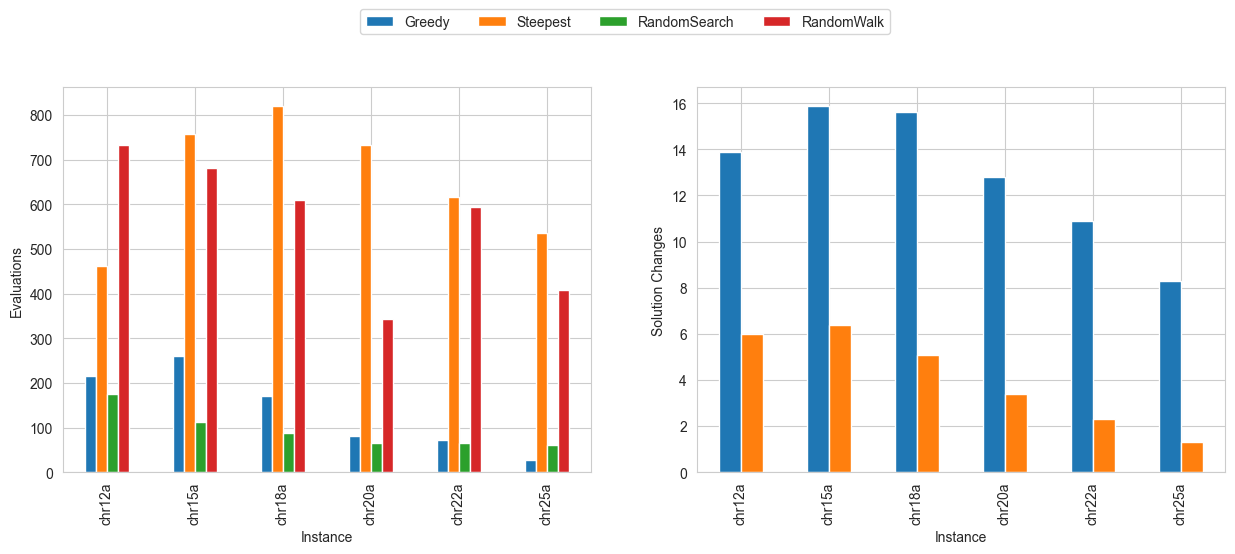 Greedy Steepest RandomSearch RandomWalk
Evaluations
800
700
600
500
400
300
200
100
0
chr12a chr15a chr18a chr20a chr22a chr25a
Instance
Solution Changes
16
14
12
10
8
6
4
2
0
chr12a chr15a chr18a chr20a chr22a chr25a
Instance